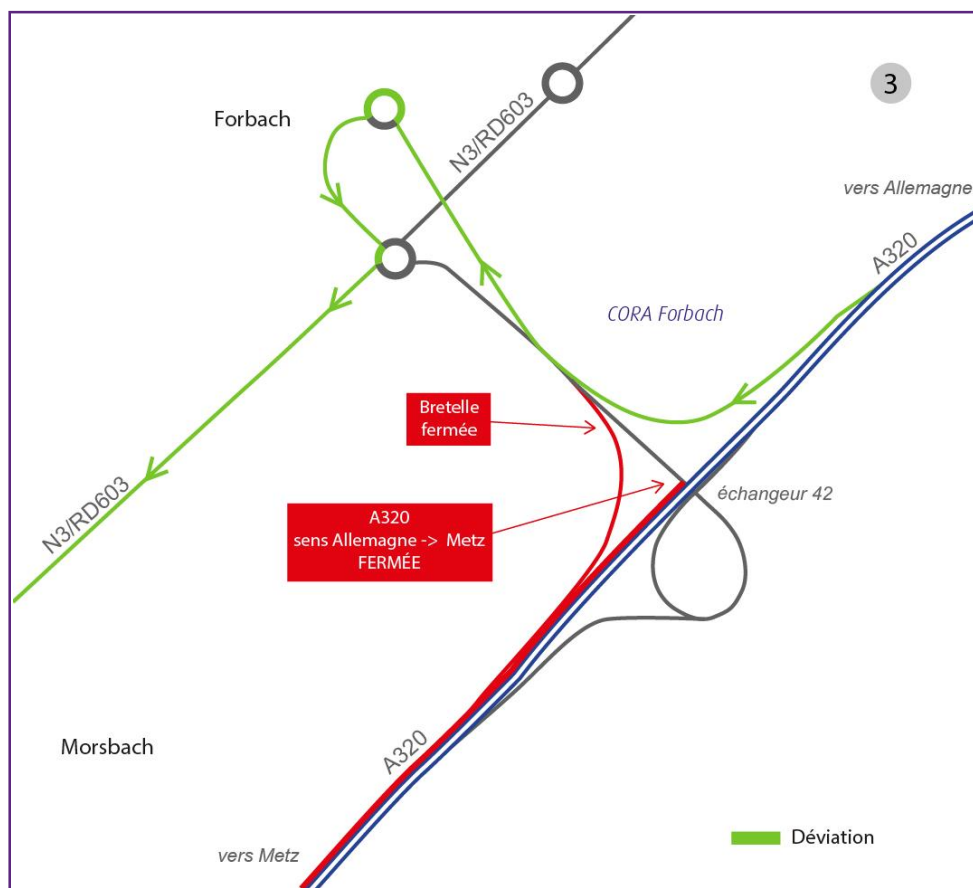 3
Forbach
N3/RD603
vers Allemagne
A320
CORA Forbach
Bretelle
fermée
échangeur 42
A320
sens Allemagne -> Metz
FERMÉE
N3/RD603
Morsbach
A320
vers Metz
Déviation